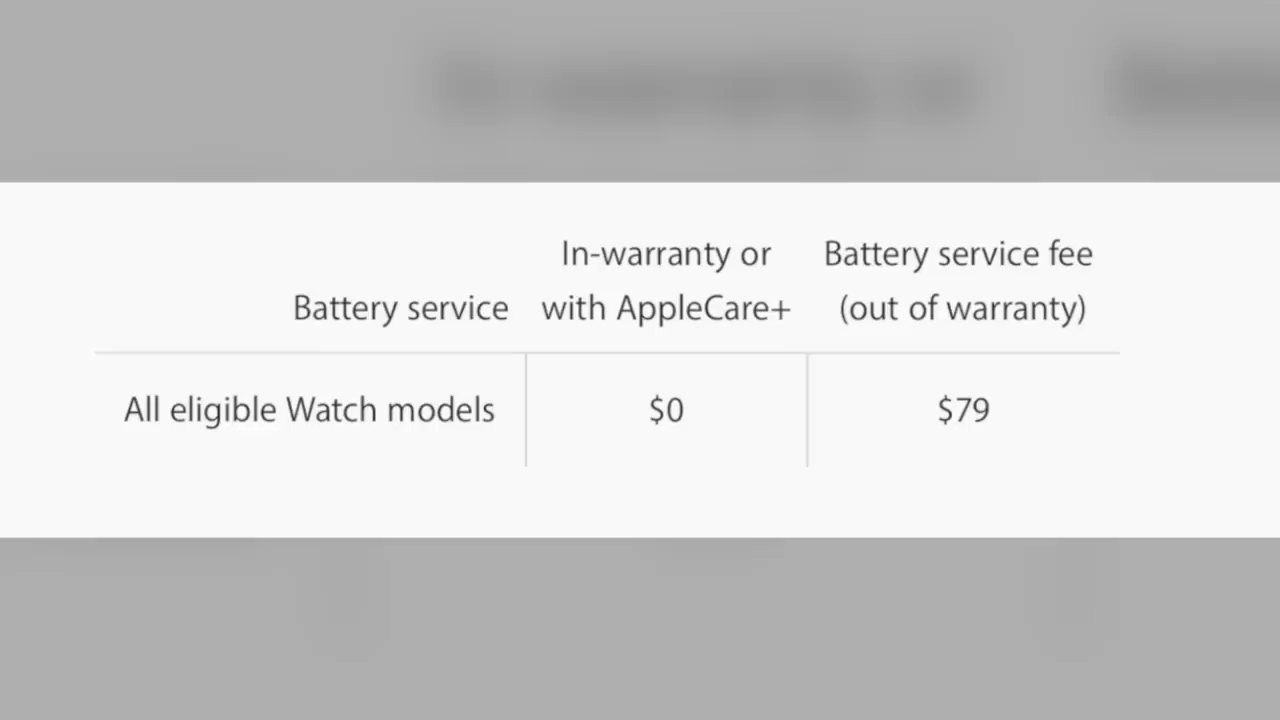 In-warranty or
Battery service fee
Battery service
with AppleCare+
(out of warranty)
All eligible Watch models
$0
$79